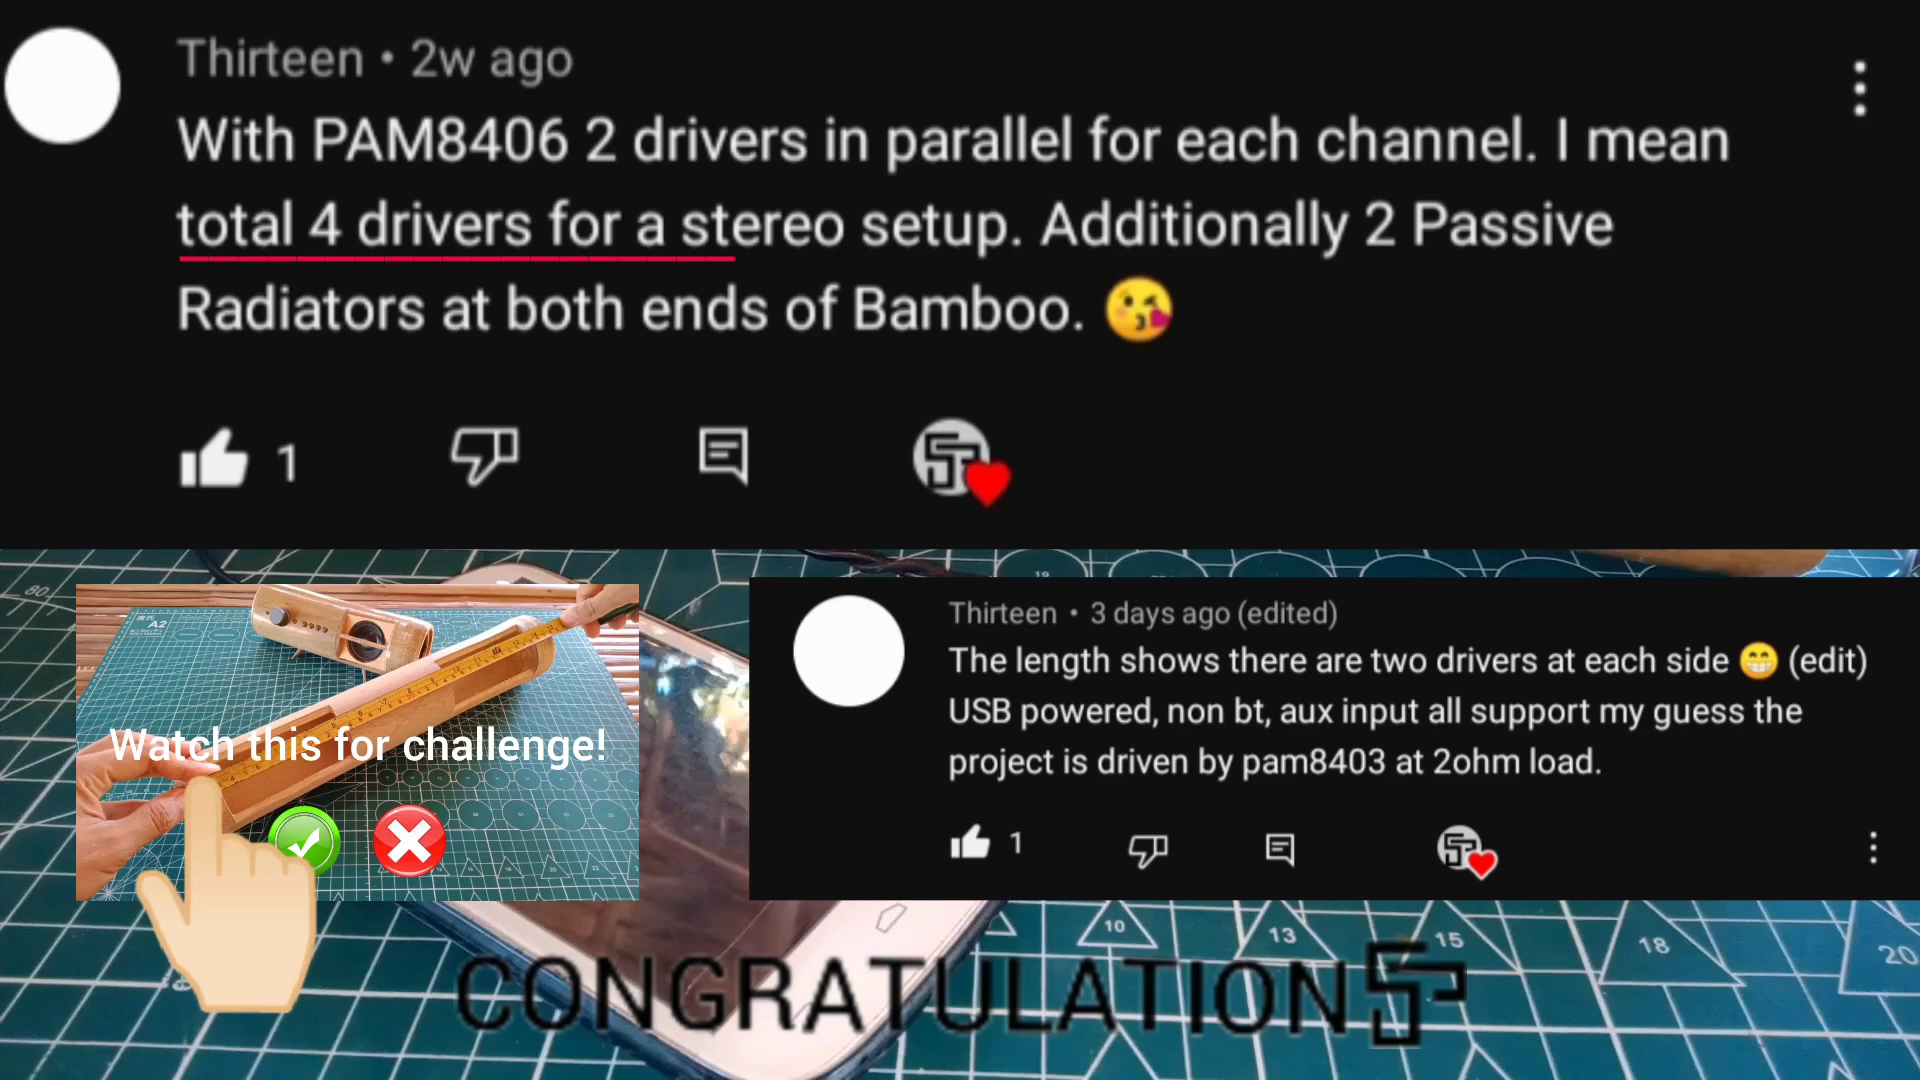 Thirteen • 2w ago
With PAM8406 2 drivers in parallel for each channel. I mean
total 4 drivers for a stereo setup. Additionally 2 Passive
Radiators at both ends of Bamboo. 😘
1
A2
Watch this for challenge!
Thirteen • 3 days ago (edited)
The length shows there are two drivers at each side 😁 (edit)
USB powered, non bt, aux input all support my guess the
project is driven by pam8403 at 2ohm load.
1
80
10
13
15
18
20
CONGRATULATIONS